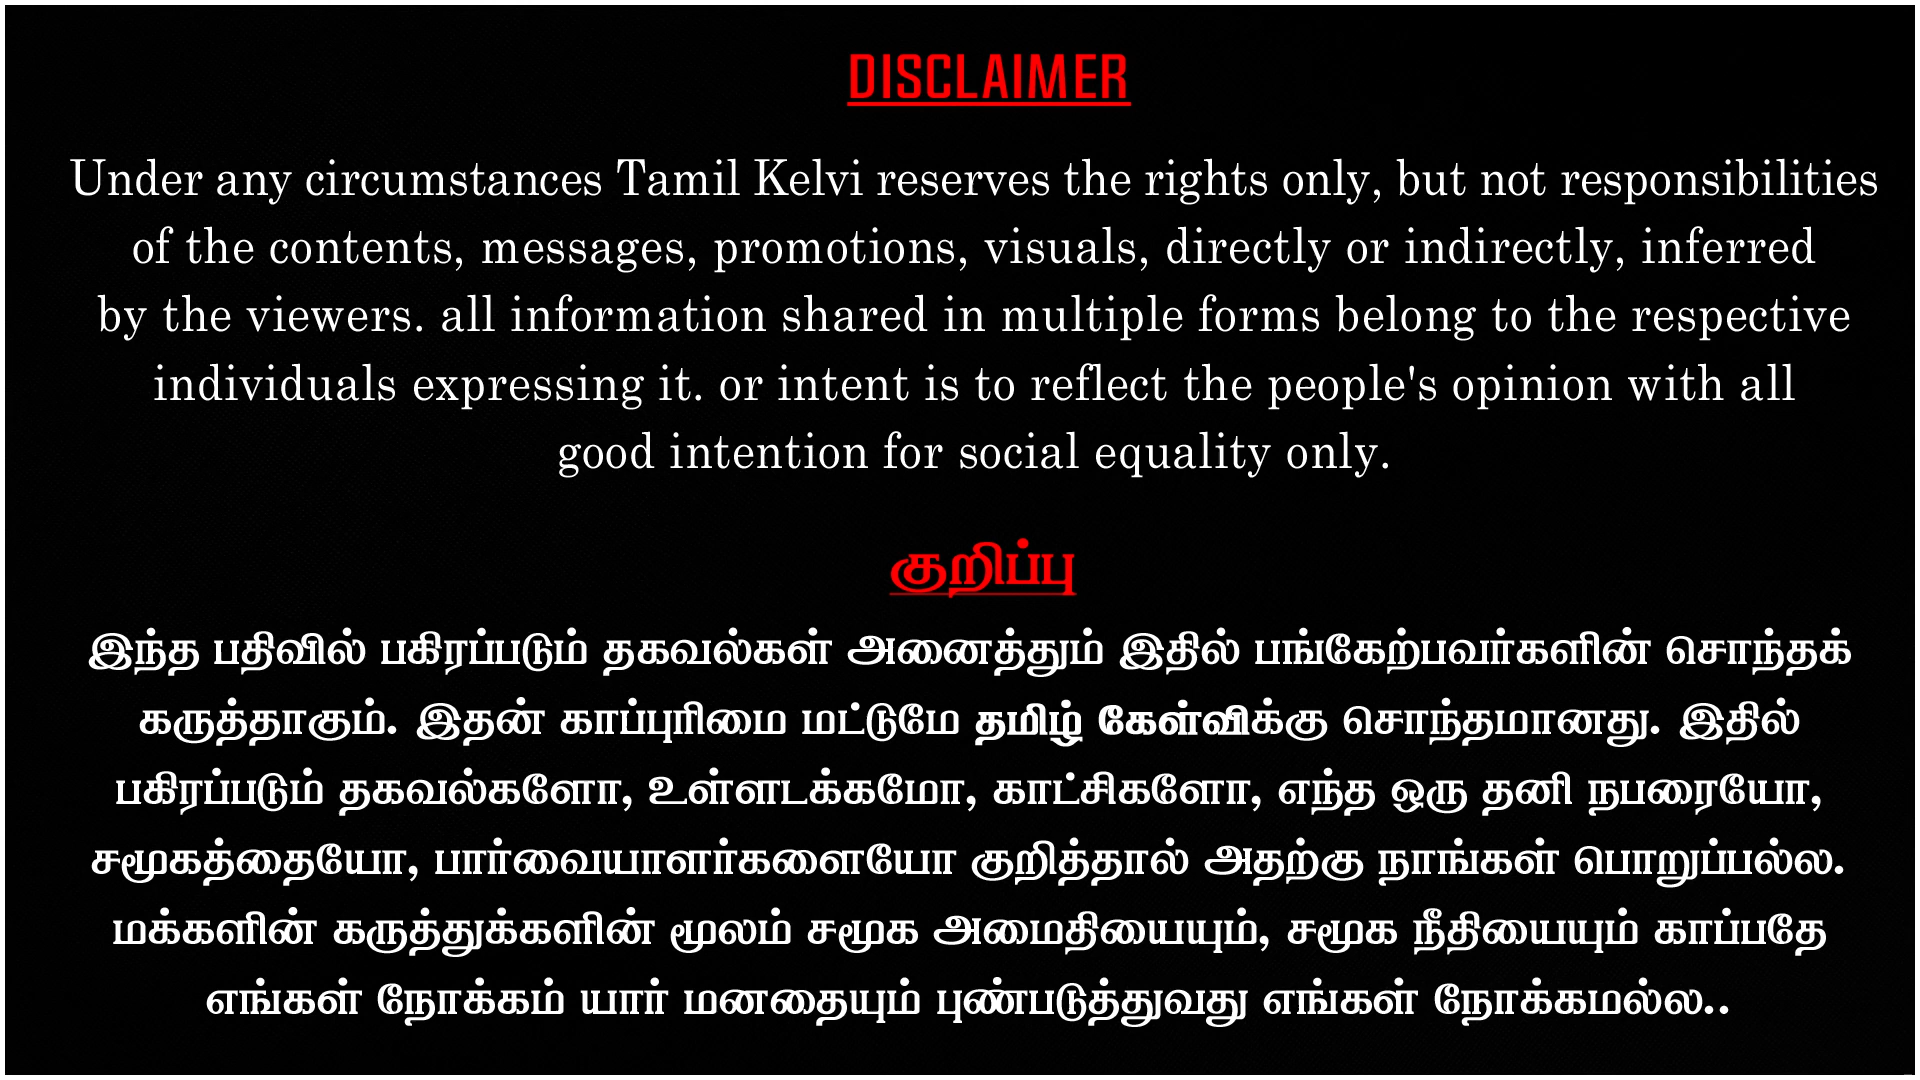 DISCLAIMER
Under any circumstances Tamil Kelvi reserves the rights only, but not responsibilities
of the contents, messages, promotions, visuals, directly or indirectly, inferred
by the viewers. all information shared in multiple forms belong to the respective
individuals expressing it. or intent is to reflect the people's opinion with all
good intention for social equality only.
குறிப்பு
இந்த பதிவில் பகிரப்படும் தகவல்கள் அனைத்தும் இதில் பங்கேற்பவர்களின் சொந்தக்
கருத்தாகும். இதன் காப்புரிமை மட்டுமே தமிழ் கேள்விக்கு சொந்தமானது. இதில்
பகிரப்படும் தகவல்களோ, உள்ளடக்கமோ, காட்சிகளோ, எந்த ஒரு தனி நபரையோ,
சமூகத்தையோ, பார்வையாளர்களையோ குறித்தால் அதற்கு நாங்கள் பொறுப்பல்ல.
மக்களின் கருத்துக்களின் மூலம் சமூக அமைதியையும், சமூக நீதியையும் காப்பதே
எங்கள் நோக்கம் யார் மனதையும் புண்படுத்துவது எங்கள் நோக்கமல்ல..